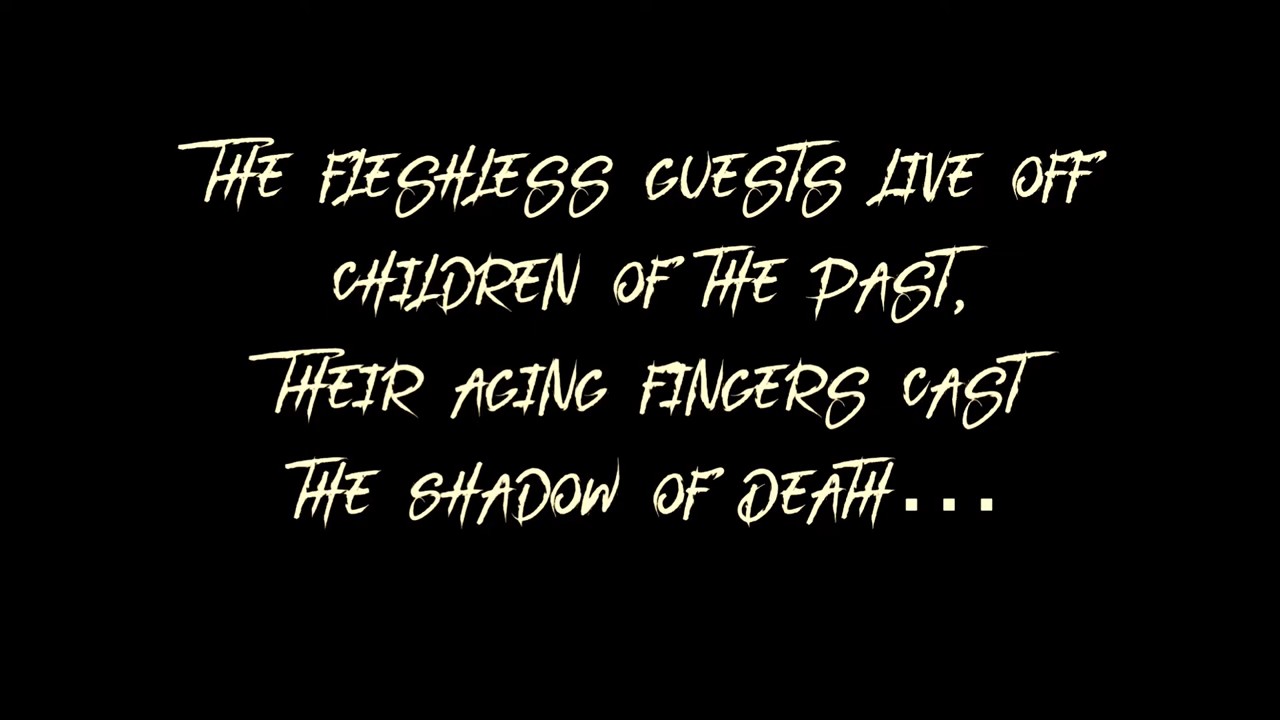 THE FLESHLESS GUESTS LIVE OFF
CHILDREN OF THE PAST,
THEIR AGING FINGERS CAST
THE SHADOW OF DEATH...